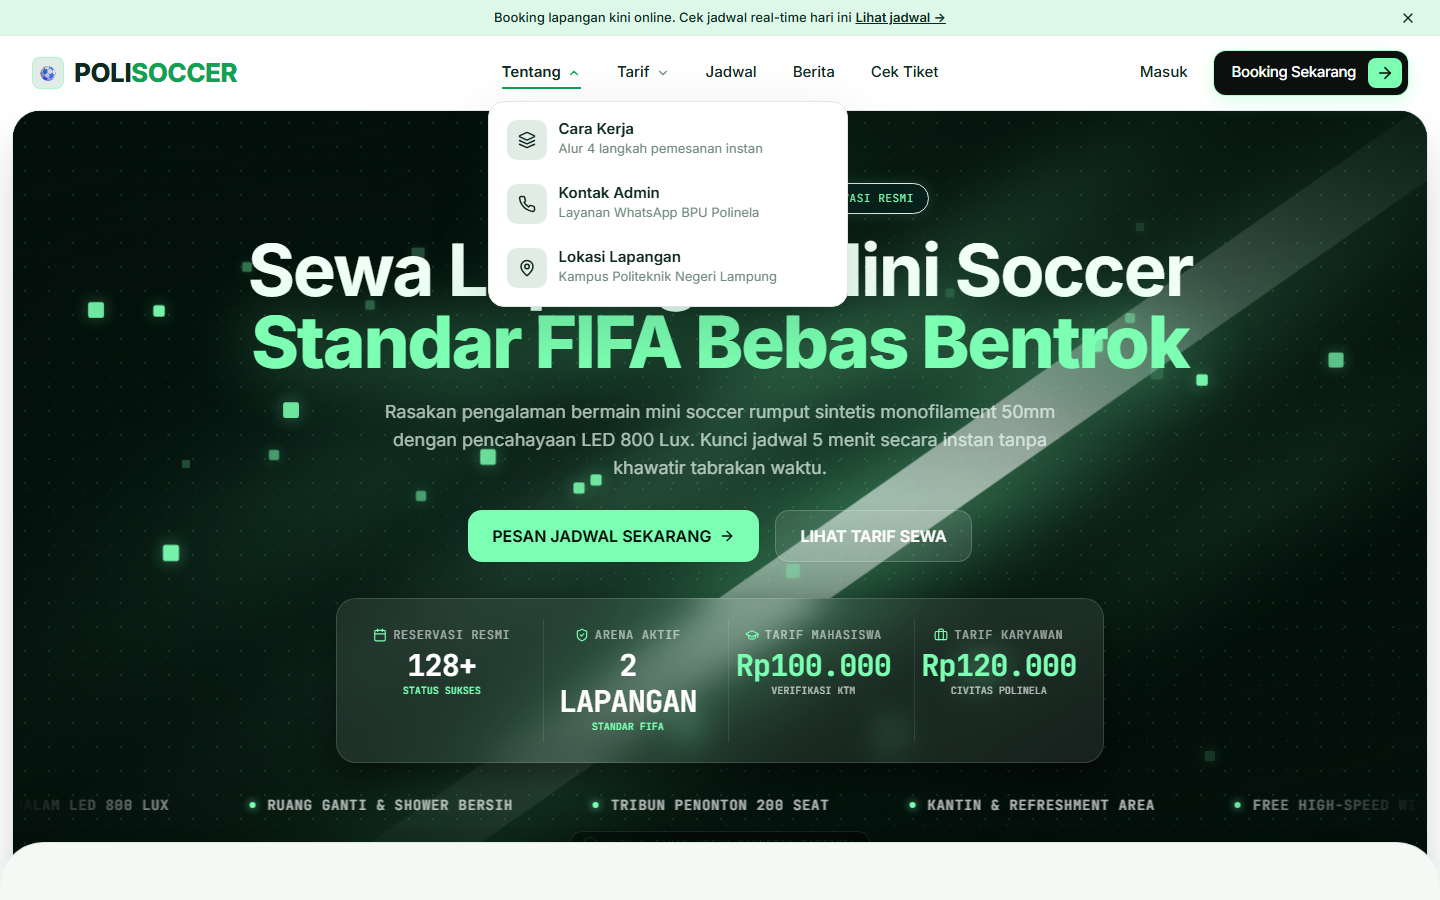 Booking lapangan kini online. Cek jadwal real-time hari ini Lihat jadwal →
POLISOCCER
Tentang
Tarif
Jadwal
Berita
Cek Tiket
Masuk
Booking Sekarang
Cara Kerja
Alur 4 langkah pemesanan instan
Kontak Admin
Layanan WhatsApp BPU Polinela
Lokasi Lapangan
Kampus Politeknik Negeri Lampung
RESMI
Sewa Soccer
Standar FIFA Bebas Bentrok
Rasakan pengalaman bermain mini soccer rumput sintetis monofilament 50mm
dengan pencahayaan LED 800 Lux. Kunci jadwal 5 menit secara instan tanpa
khawatir tabrakan waktu.
PESAN JADWAL SEKARANG →
LIHAT TARIF SEWA
RESERVASI RESMI
128+
STATUS SUKSES
ARENA AKTIF
2
LAPANGAN
STANDAR FIFA
TARIF MAHASISWA
Rp100.000
VERIFIKASI KTM
TARIF KARYAWAN
Rp120.000
CIVITAS POLINELA
LED 800 LUX
RUANG GANTI & SHOWER BERSIH
TRIBUN PENONTON 200 SEAT
KANTIN & REFRESHMENT AREA
FREE HIGH-SPEED